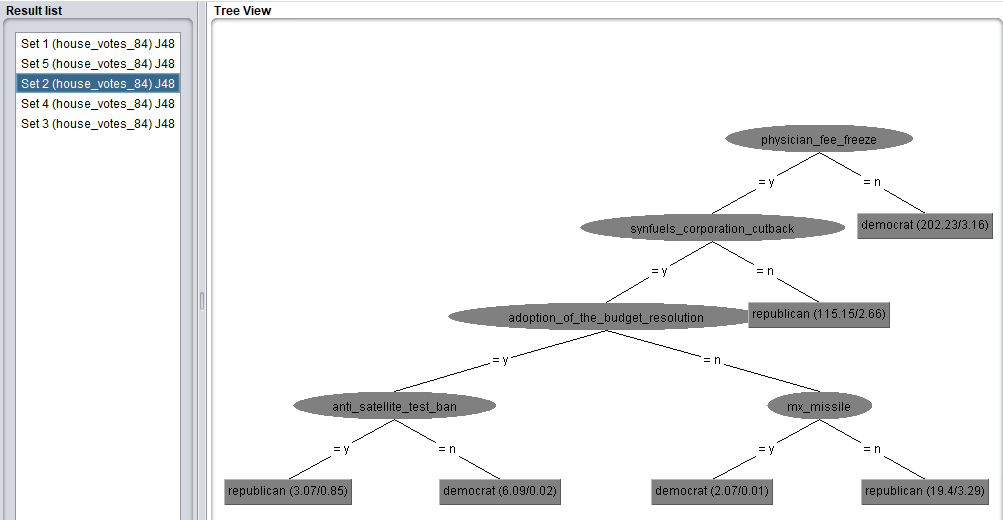 Result list
Set 1 (house_votes_84) J48
Set 5 (house_votes_84) J48
Set 2 (house_votes_84) J48
Set 4 (house_votes_84) J48
Set 3 (house_votes_84) J48
Tree View
physician_fee_freeze
= y
= n
synfuels_corporation_cutback
democrat (202.23/3.16)
= y
= n
adoption_of_the_budget_resolution
republican (115.15/2.66)
= y
= n
anti_satellite_test_ban
mx_missile
= y
= n
= y
= n
republican (3.07/0.85)
democrat (6.09/0.02)
democrat (2.07/0.01)
republican (19.4/3.29)